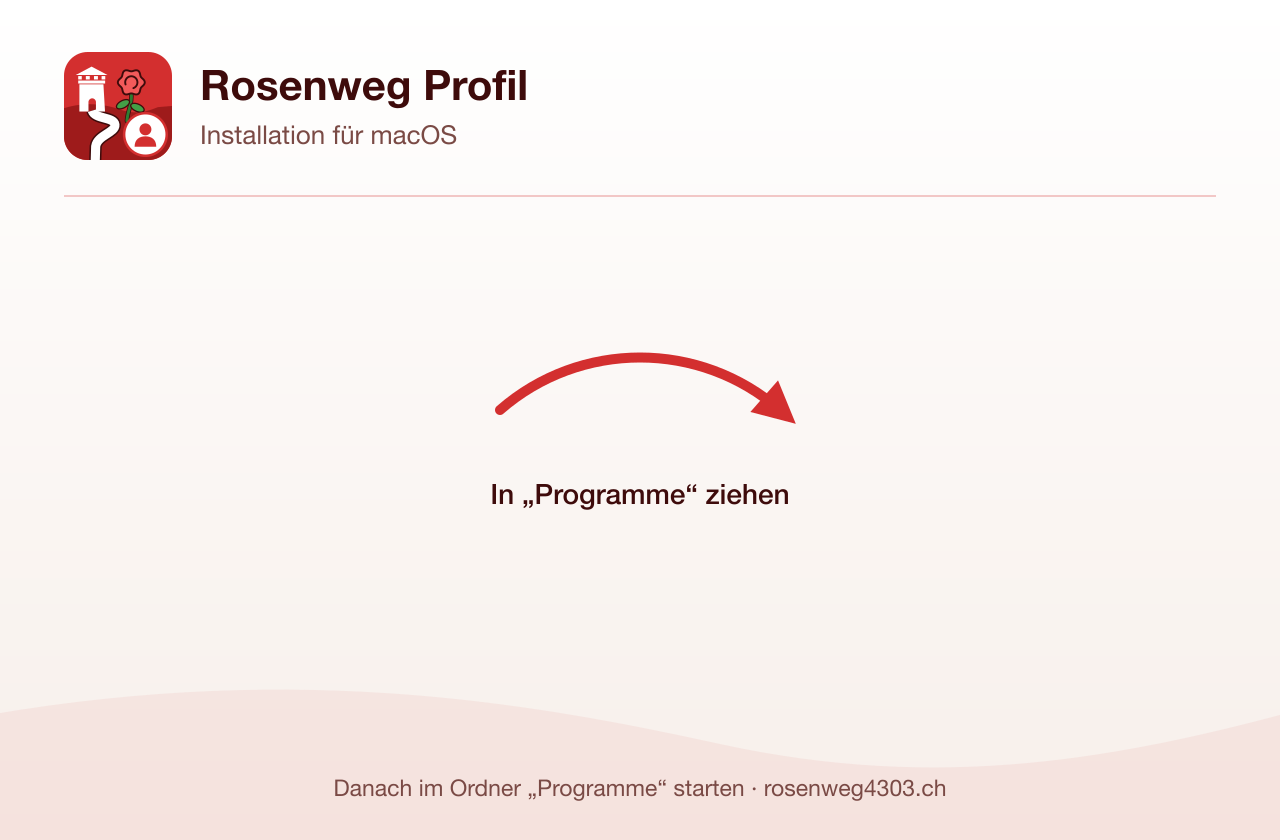 Rosenweg Profil
Installation für macOS
In „Programme“ ziehen
Danach im Ordner „Programme“ starten · rosenweg4303.ch